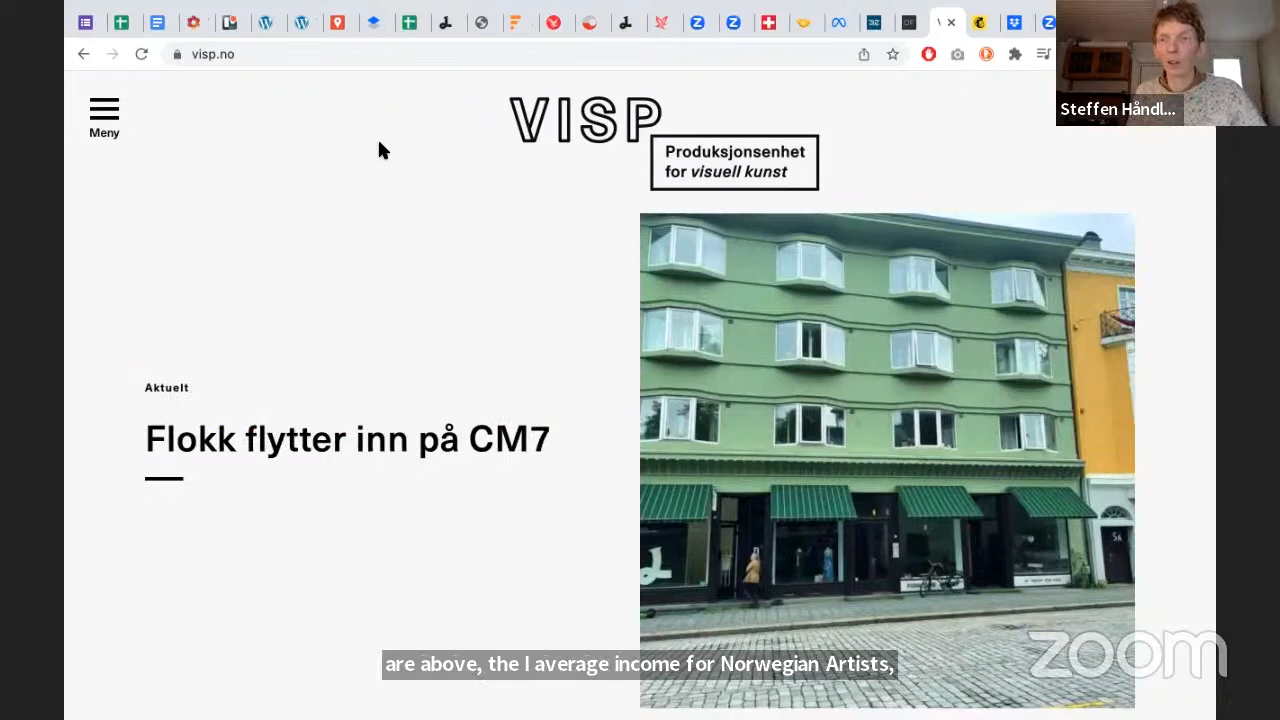 visp.no
Steffen Håndl...
Meny
VISP
Produksjonsenhet
for visuell kunst
Aktuelt
Flokk flytter inn på CM7
5A
are above, the I average income for Norwegian Artists,
zoom